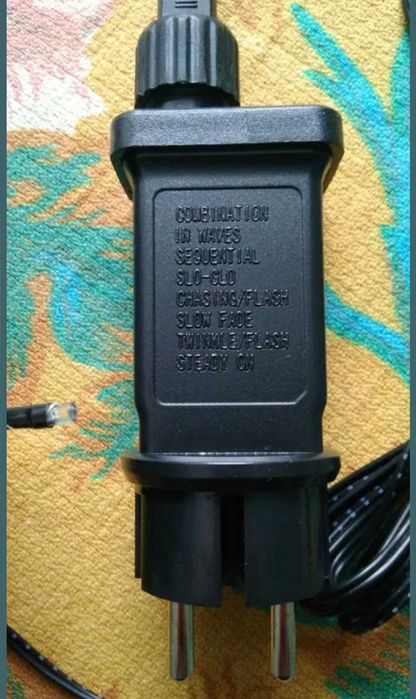 COMBINATION
IN WAVES
SEQUENTIAL
SLO-GLO
CHASING/FLASH
SLOW FADE
TWINKLE/FLASH
STEADY ON